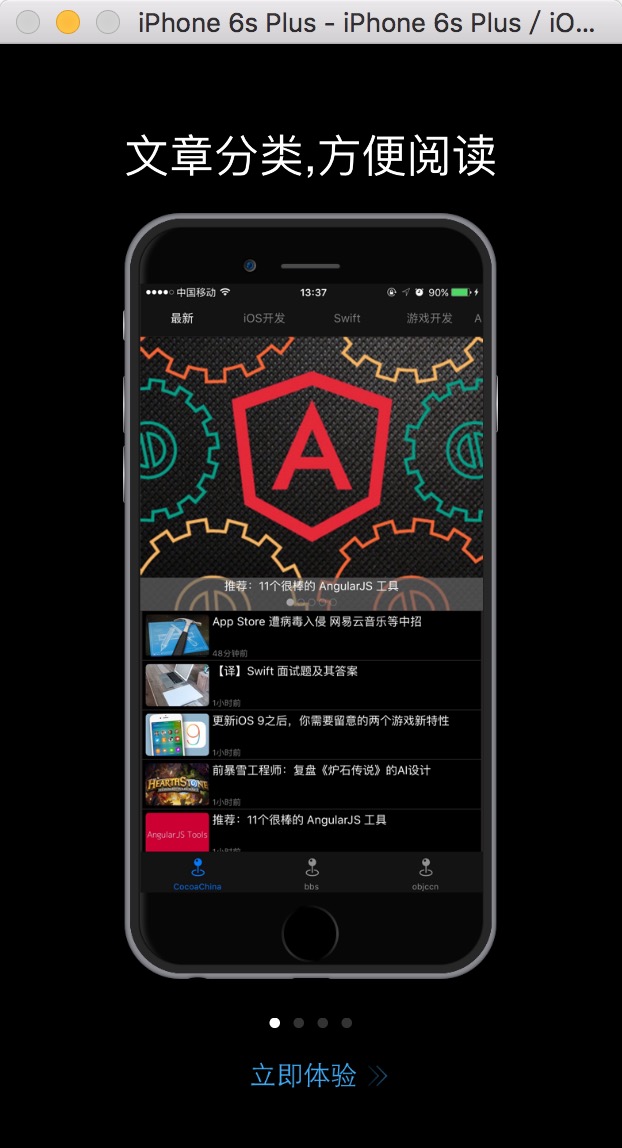 iPhone 6s Plus - iPhone 6s Plus / iO...
文章分类,方便阅读
中国移动 13:37 90%
最新 iOS开发 Swift 游戏开发 A
推荐：11个很棒的 AngularJS 工具
App Store 遭病毒入侵 网易云音乐等中招
48分钟前
【译】Swift 面试题及其答案
1小时前
更新iOS 9之后，你需要留意的两个游戏新特性
9
1小时前
前暴雪工程师：复盘《炉石传说》的AI设计
HEARTHSTONE
1小时前
推荐：11个很棒的 AngularJS 工具
AngularJS Tools
1小时前
CocoaChina bbs objccn
立即体验